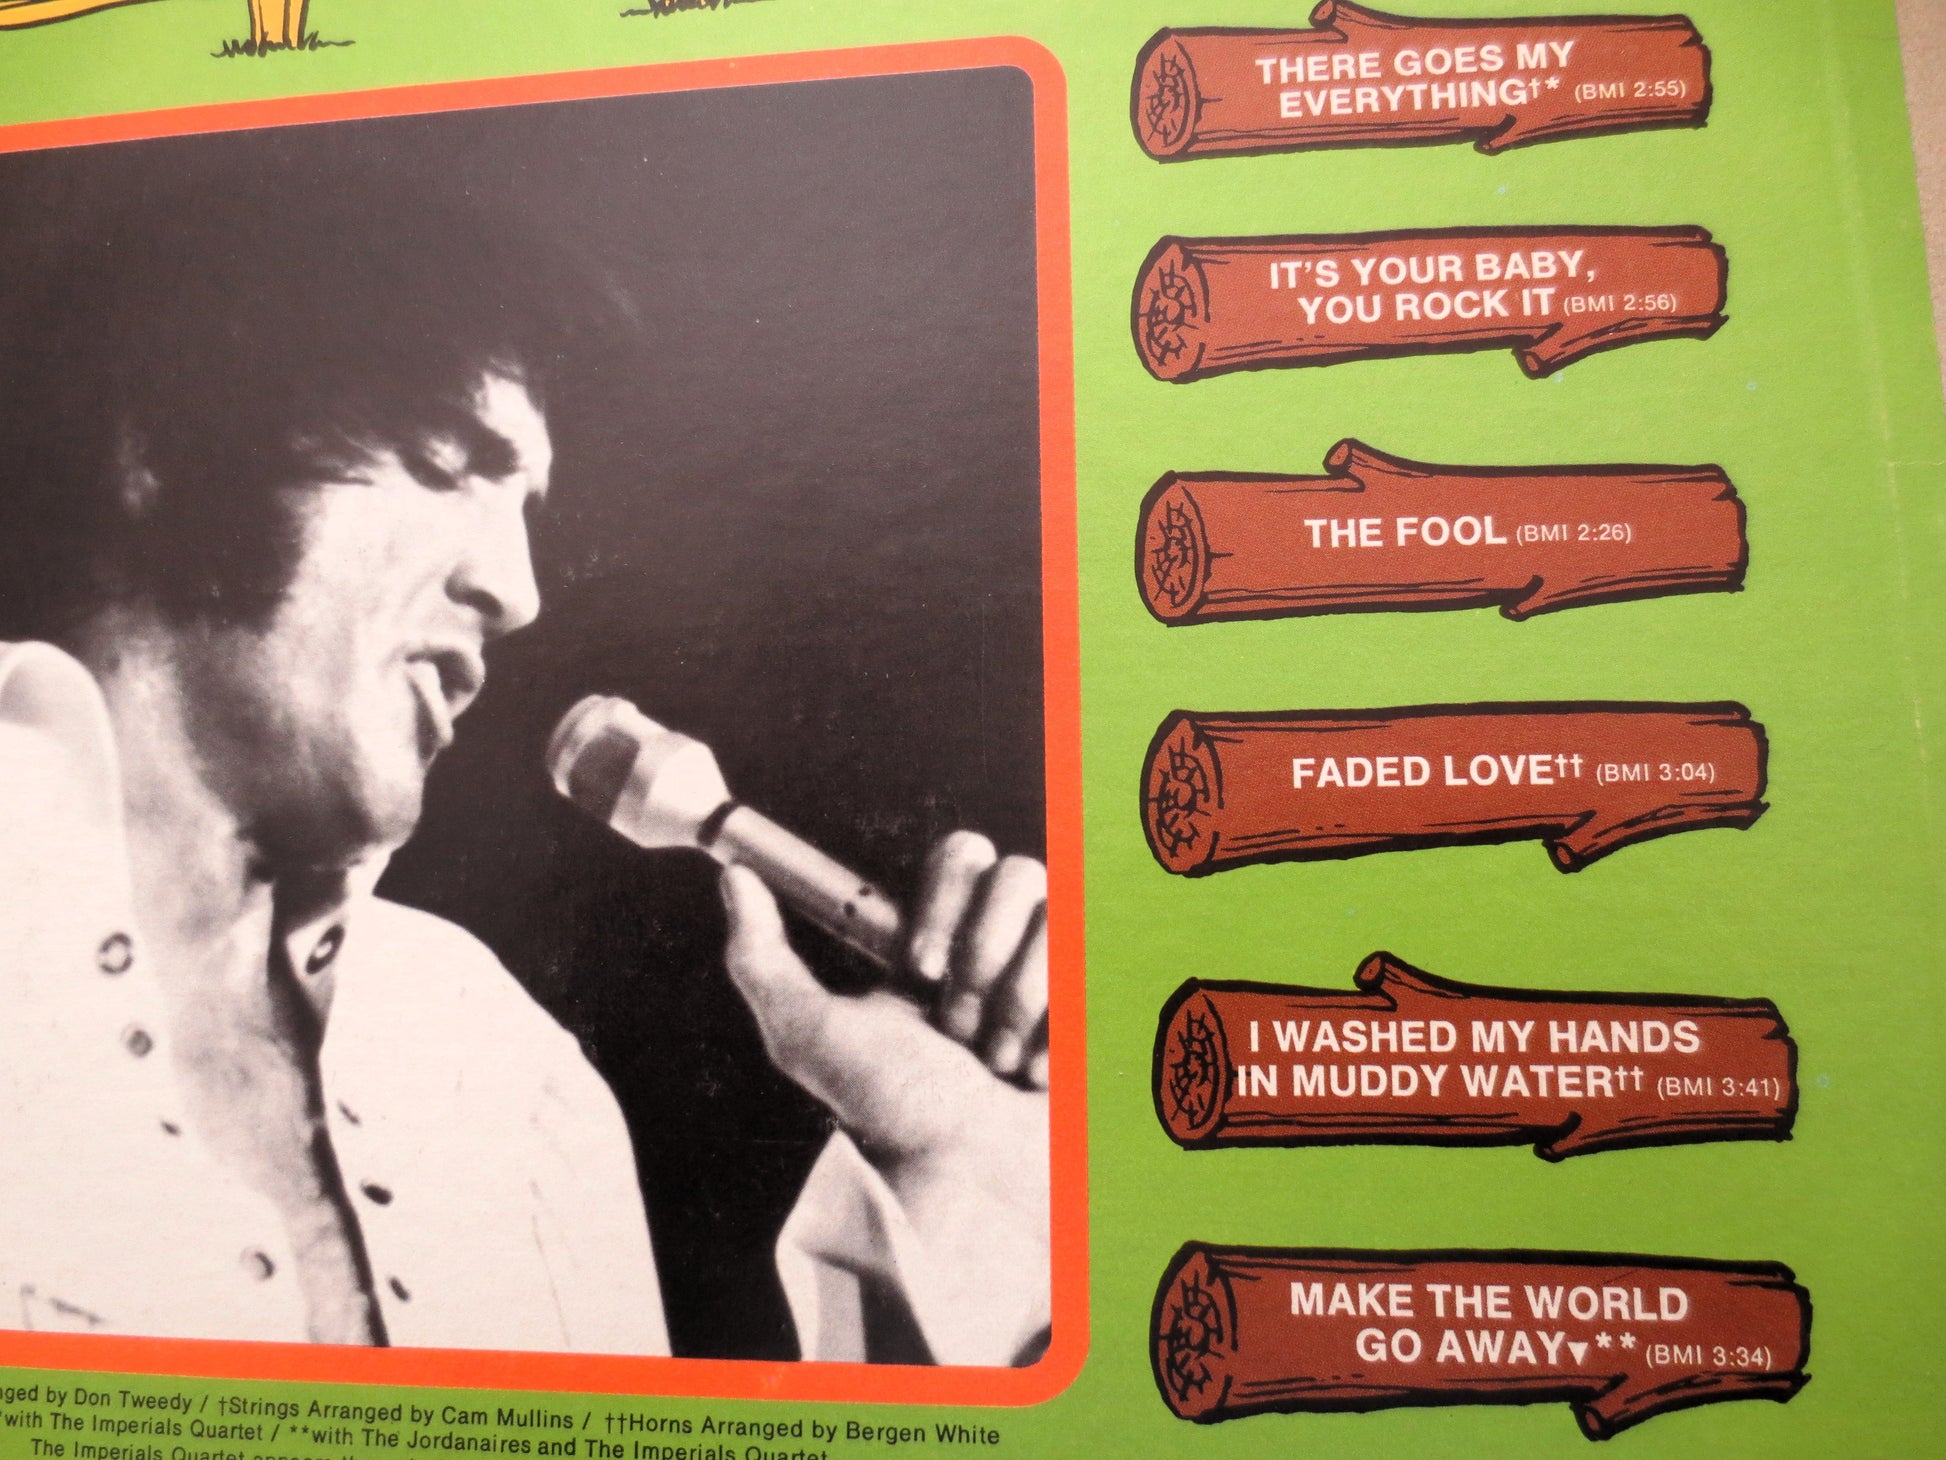 THERE GOES MY
EVERYTHING†* (BMI 2:55)
IT'S YOUR BABY,
YOU ROCK IT (BMI 2:56)
THE FOOL (BMI 2:26)
FADED LOVE†† (BMI 3:04)
I WASHED MY HANDS
IN MUDDY WATER†† (BMI 3:41)
MAKE THE WORLD
GO AWAY▼** (BMI 3:34)
by Don Tweedy / †Strings Arranged by Cam Mullins / ††Horns Arranged by Bergen White
*with The Imperials Quartet / **with The Jordanaires and The Imperials Quartet
The Imperials Quartet